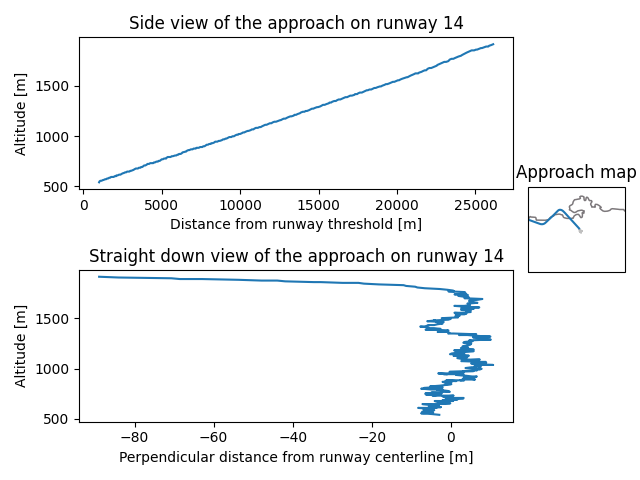 Side view of the approach on runway 14
Altitude [m]
1500
1000
500
0
5000
10000
15000
20000
25000
Distance from runway threshold [m]
Approach map
Straight down view of the approach on runway 14
Altitude [m]
1500
1000
500
−80
−60
−40
−20
0
Perpendicular distance from runway centerline [m]